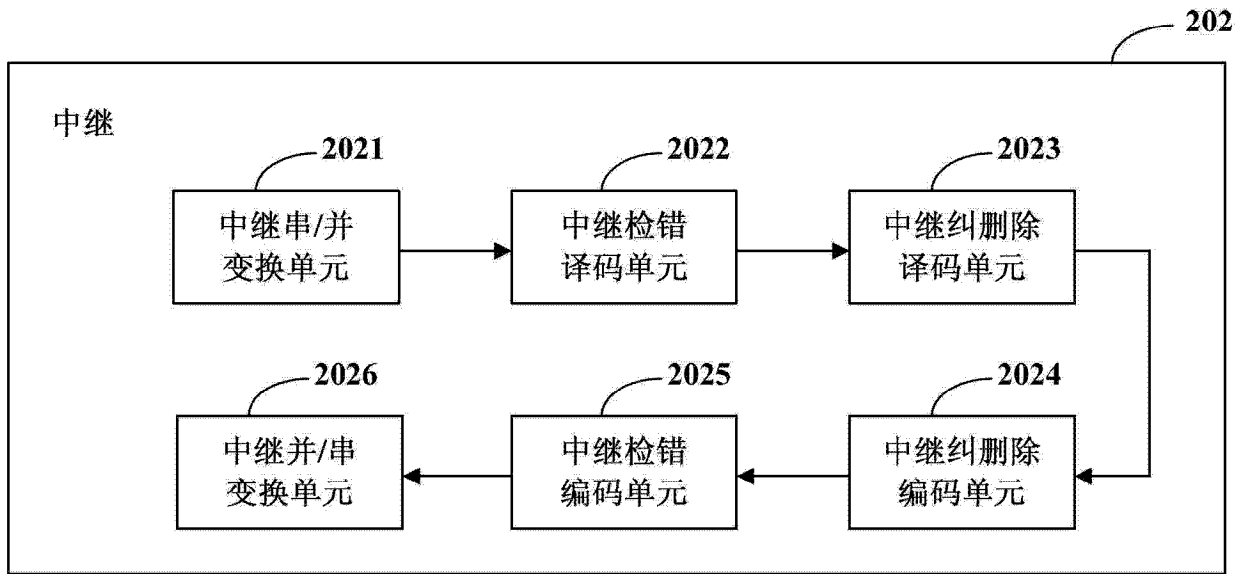 202
中继
2021
2022
2023
中继串/并
变换单元
中继检错
译码单元
中继纠删除
译码单元
2026
2025
2024
中继并/串
变换单元
中继检错
编码单元
中继纠删除
编码单元